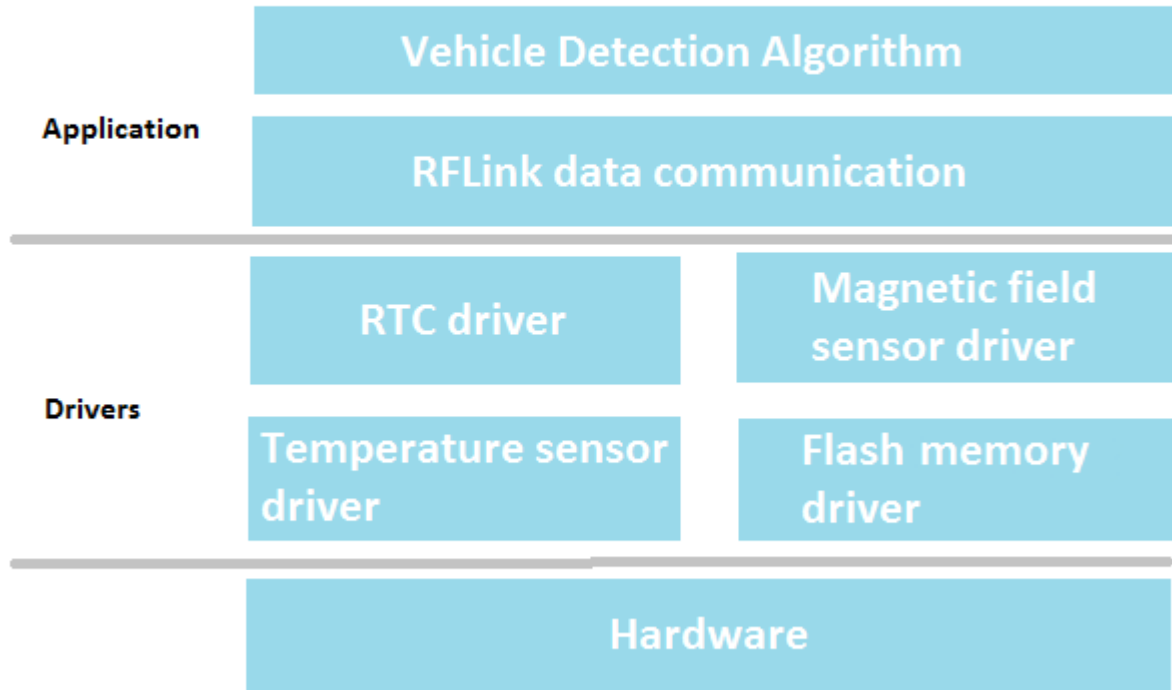 Vehicle Detection Algorithm
Application
RFLink data communication
RTC driver
Magnetic field
sensor driver
Drivers
Temperature sensor
driver
Flash memory
driver
Hardware